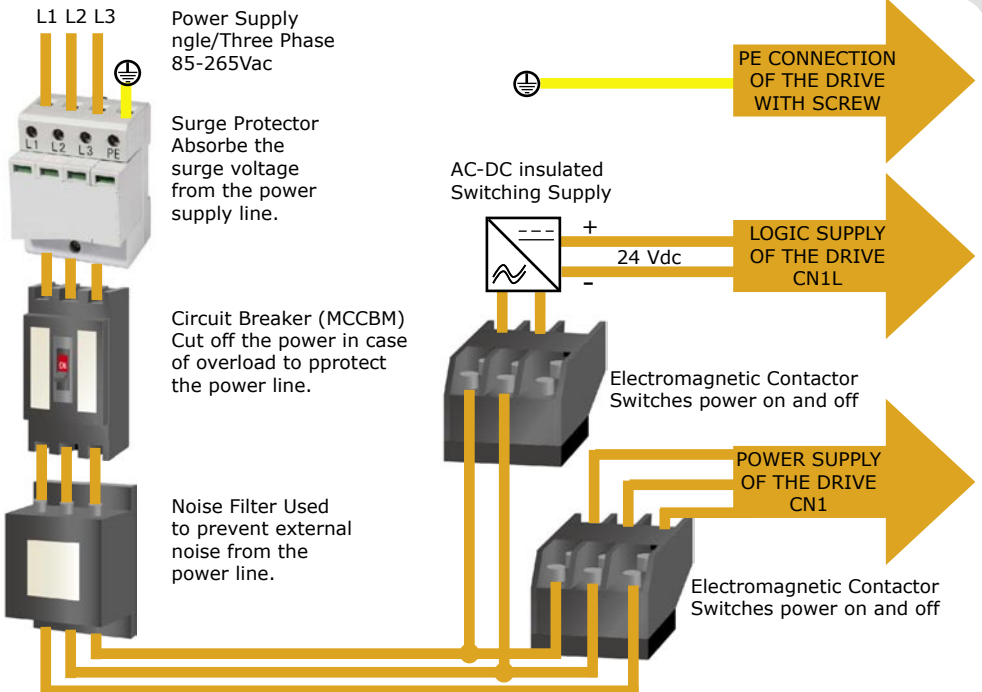 L1 L2 L3
Power Supply
ngle/Three Phase
85-265Vac
L1 L2 L3 PE
Surge Protector
Absorbe the
surge voltage
from the power
supply line.
Circuit Breaker (MCCBM)
Cut off the power in case
of overload to pprotect
the power line.
Noise Filter Used
to prevent external
noise from the
power line.
PE CONNECTION
OF THE DRIVE
WITH SCREW
AC-DC insulated
Switching Supply
+
24 Vdc
-
LOGIC SUPPLY
OF THE DRIVE
CN1L
Electromagnetic Contactor
Switches power on and off
POWER SUPPLY
OF THE DRIVE
CN1
Electromagnetic Contactor
Switches power on and off